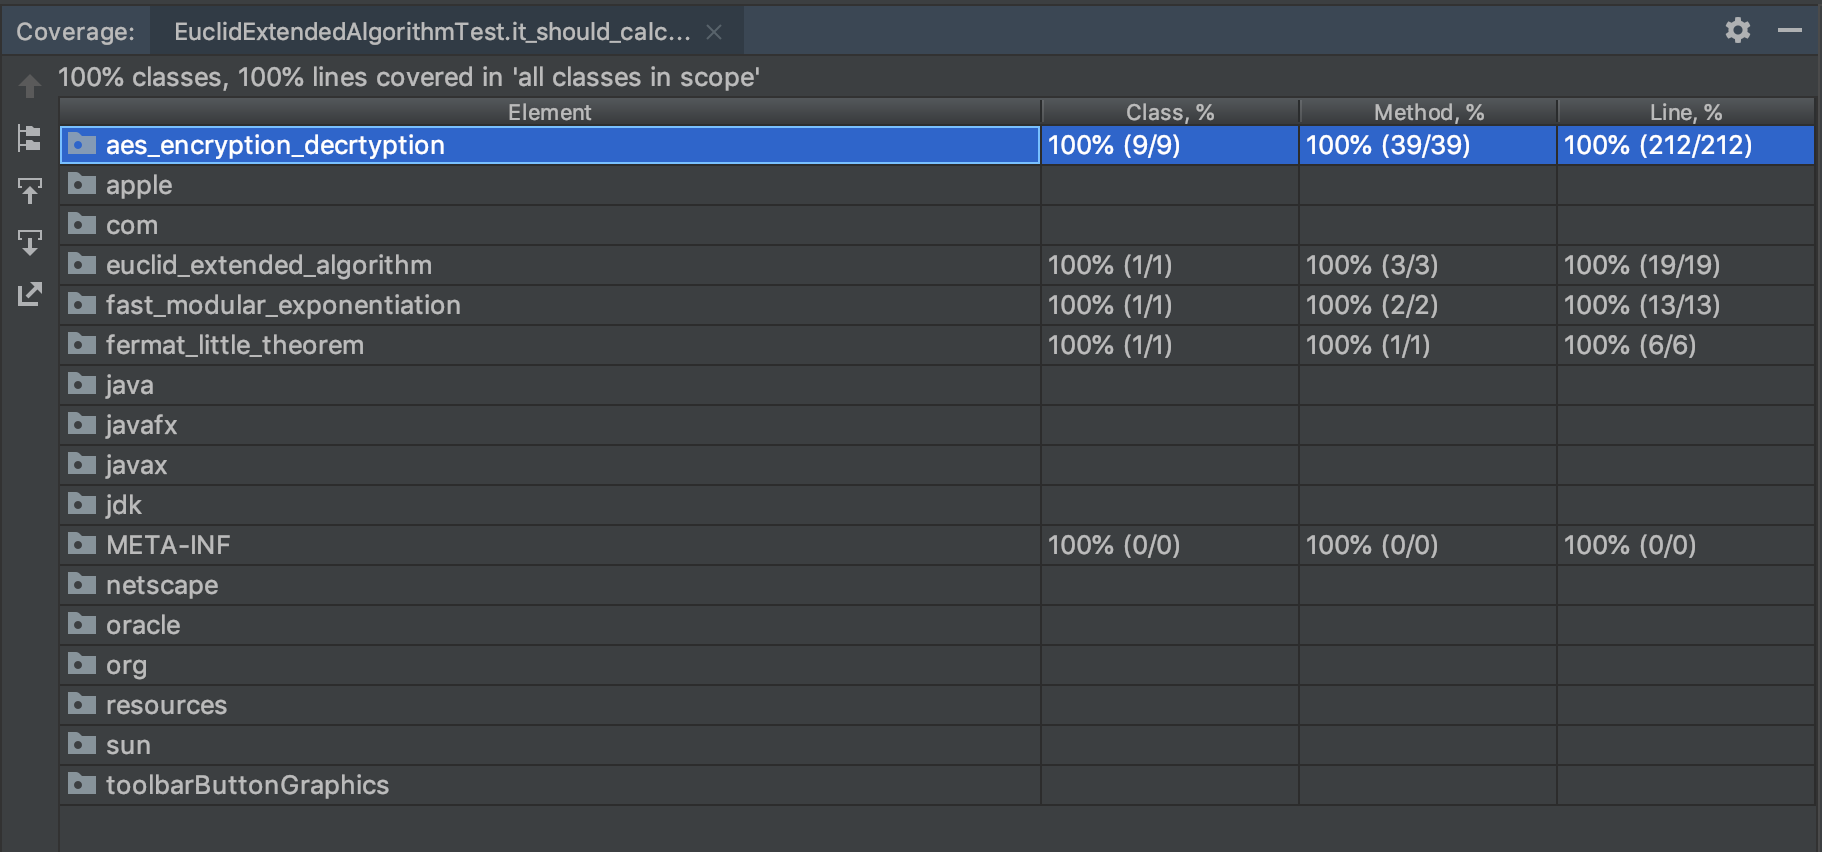 Coverage: EuclidExtendedAlgorithmTest.it_should_calc...
100% classes, 100% lines covered in 'all classes in scope'
Element Class, % Method, % Line, %
aes_encryption_decrtyption 100% (9/9) 100% (39/39) 100% (212/212)
apple
com
euclid_extended_algorithm 100% (1/1) 100% (3/3) 100% (19/19)
fast_modular_exponentiation 100% (1/1) 100% (2/2) 100% (13/13)
fermat_little_theorem 100% (1/1) 100% (1/1) 100% (6/6)
java
javafx
javax
jdk
META-INF 100% (0/0) 100% (0/0) 100% (0/0)
netscape
oracle
org
resources
sun
toolbarButtonGraphics